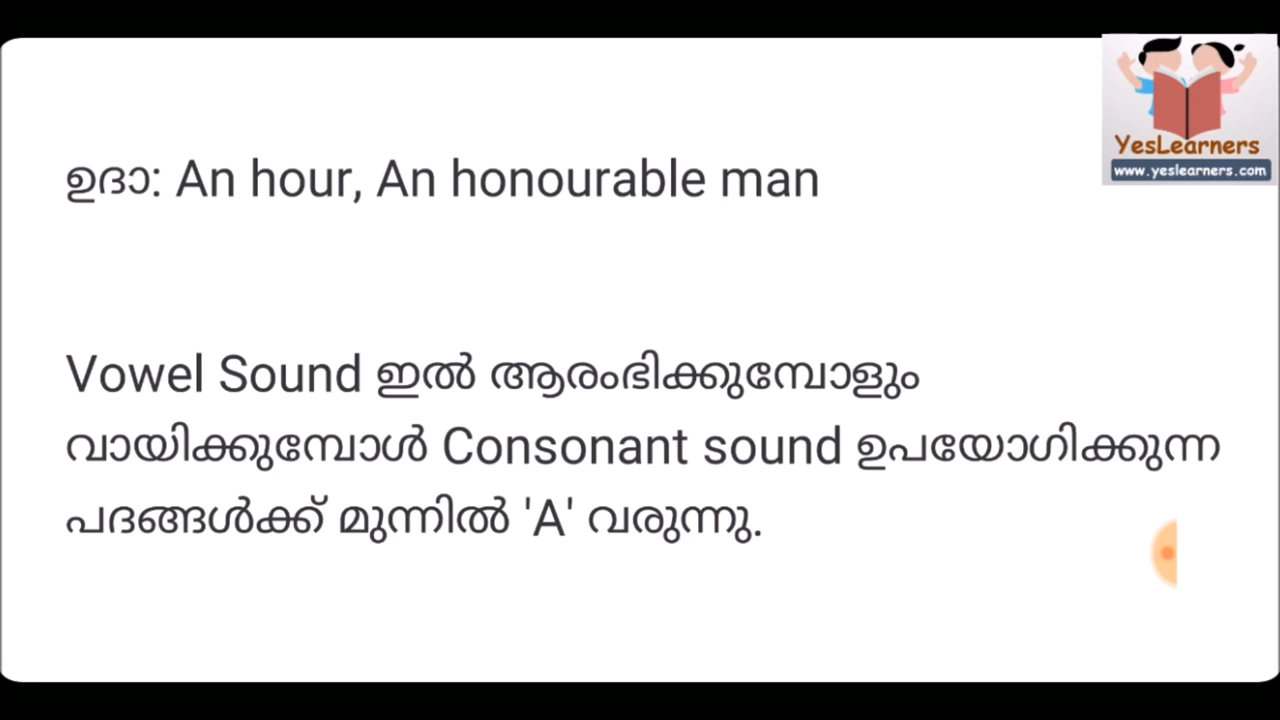 YesLearners
www.yeslearners.com
ഉദാ: An hour, An honourable man
Vowel Sound ഇൽ ആരംഭിക്കുമ്പോളും
വായിക്കുമ്പോൾ Consonant sound ഉപയോഗിക്കുന്ന
പദങ്ങൾക്ക് മുന്നിൽ 'A' വരുന്നു.